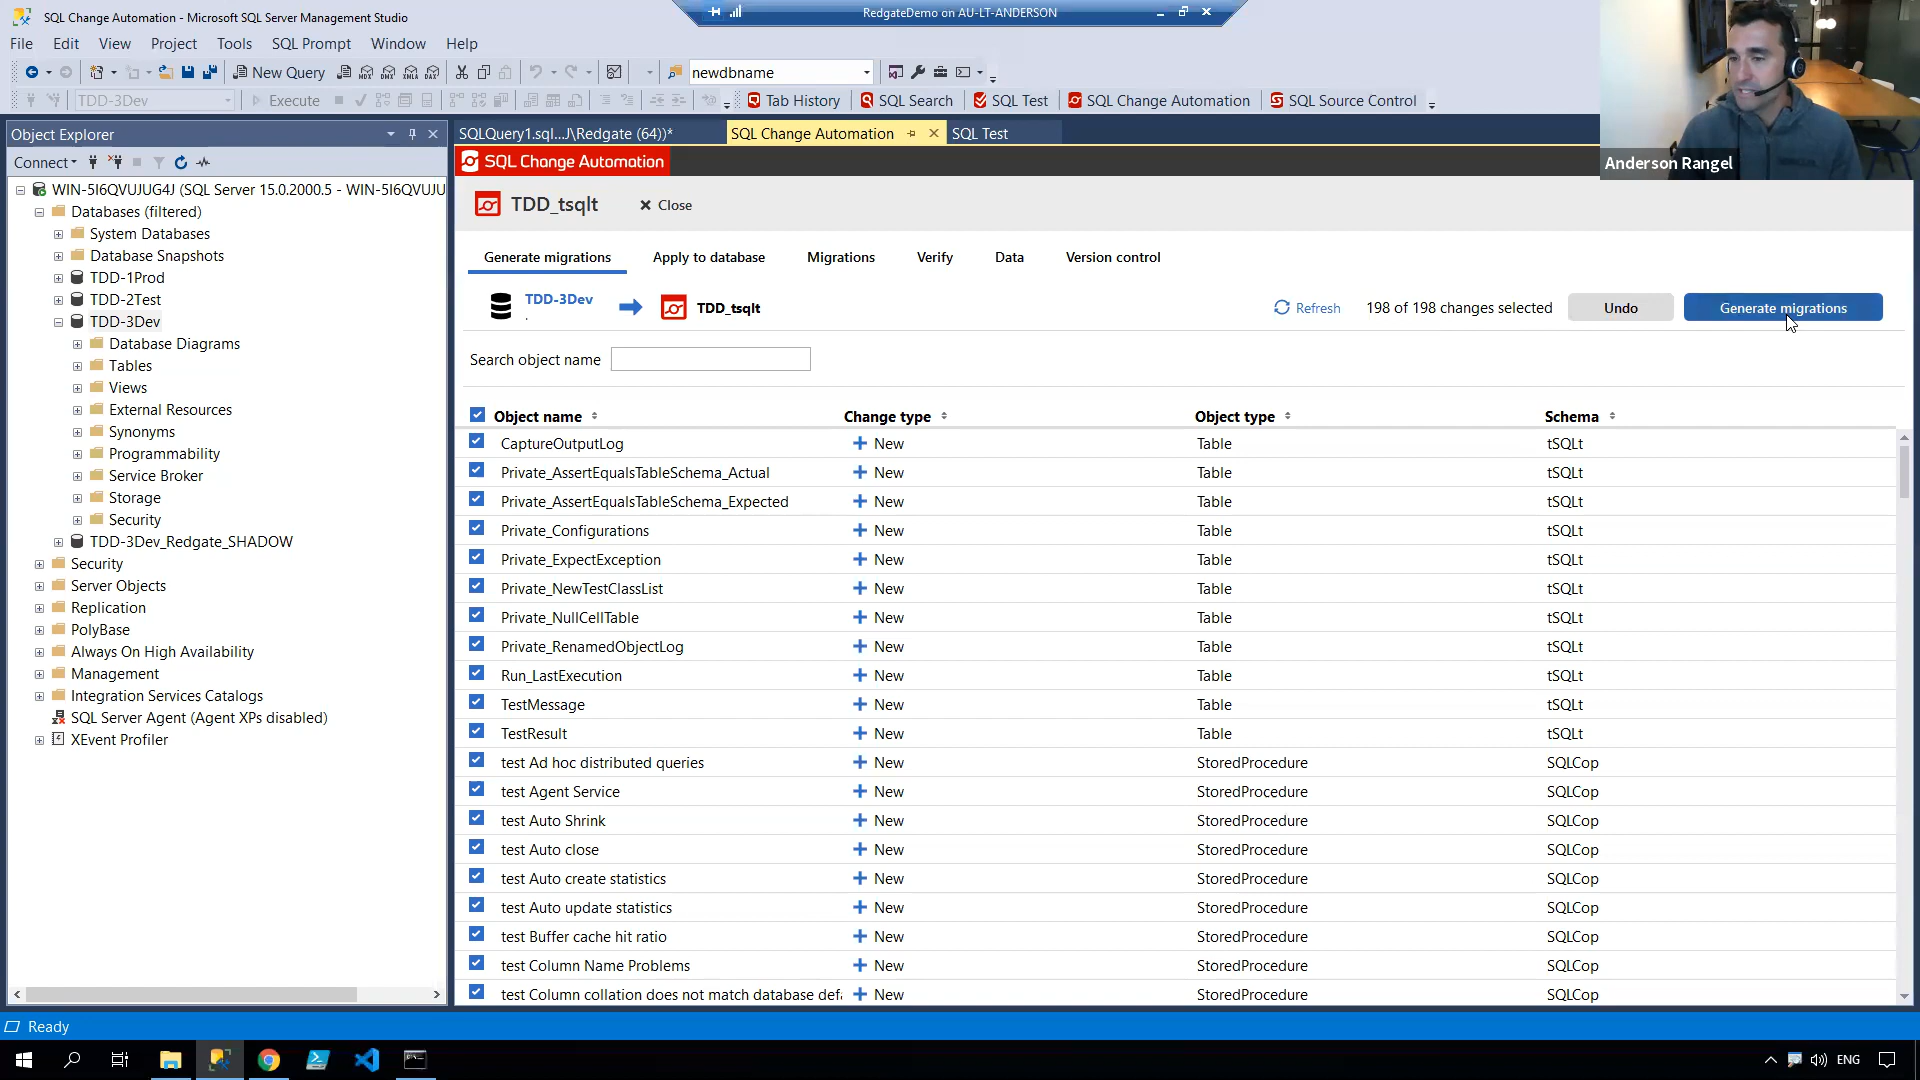 SQL Change Automation - Microsoft SQL Server Management Studio
RedgateDemo on AU-LT-ANDERSON
File Edit View Project Tools SQL Prompt Window Help
New Query
newdbname
TDD-3Dev
Execute
Tab History SQL Search SQL Test SQL Change Automation SQL Source Control
Object Explorer
Connect
WIN-5I6QVUJUG4J (SQL Server 15.0.2000.5 - WIN-5I6QVUJU
Databases (filtered)
System Databases
Database Snapshots
TDD-1Prod
TDD-2Test
TDD-3Dev
Database Diagrams
Tables
Views
External Resources
Synonyms
Programmability
Service Broker
Storage
Security
TDD-3Dev_Redgate_SHADOW
Security
Server Objects
Replication
PolyBase
Always On High Availability
Management
Integration Services Catalogs
SQL Server Agent (Agent XPs disabled)
XEvent Profiler
SQLQuery1.sql...J\Redgate (64))* SQL Change Automation SQL Test
SQL Change Automation
Anderson Rangel
TDD_tsqlt Close
Generate migrations Apply to database Migrations Verify Data Version control
TDD-3Dev
.
TDD_tsqlt
Refresh 198 of 198 changes selected Undo Generate migrations
Search object name
Object name Change type Object type Schema
CaptureOutputLog New Table tSQLt
Private_AssertEqualsTableSchema_Actual New Table tSQLt
Private_AssertEqualsTableSchema_Expected New Table tSQLt
Private_Configurations New Table tSQLt
Private_ExpectException New Table tSQLt
Private_NewTestClassList New Table tSQLt
Private_NullCellTable New Table tSQLt
Private_RenamedObjectLog New Table tSQLt
Run_LastExecution New Table tSQLt
TestMessage New Table tSQLt
TestResult New Table tSQLt
test Ad hoc distributed queries New StoredProcedure SQLCop
test Agent Service New StoredProcedure SQLCop
test Auto Shrink New StoredProcedure SQLCop
test Auto close New StoredProcedure SQLCop
test Auto create statistics New StoredProcedure SQLCop
test Auto update statistics New StoredProcedure SQLCop
test Buffer cache hit ratio New StoredProcedure SQLCop
test Column Name Problems New StoredProcedure SQLCop
test Column collation does not match database defa New StoredProcedure SQLCop
Ready
ENG